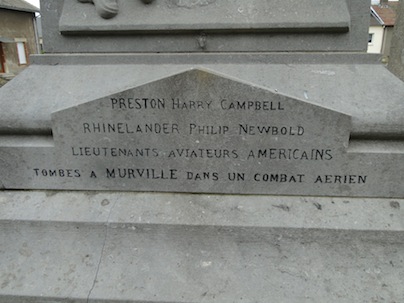 PRESTON HARRY CAMPBELL
RHINELANDER PHILIP NEWBOLD
LIEUTENANTS AVIATEURS AMERICAINS
TOMBES A MURVILLE DANS UN COMBAT AERIEN